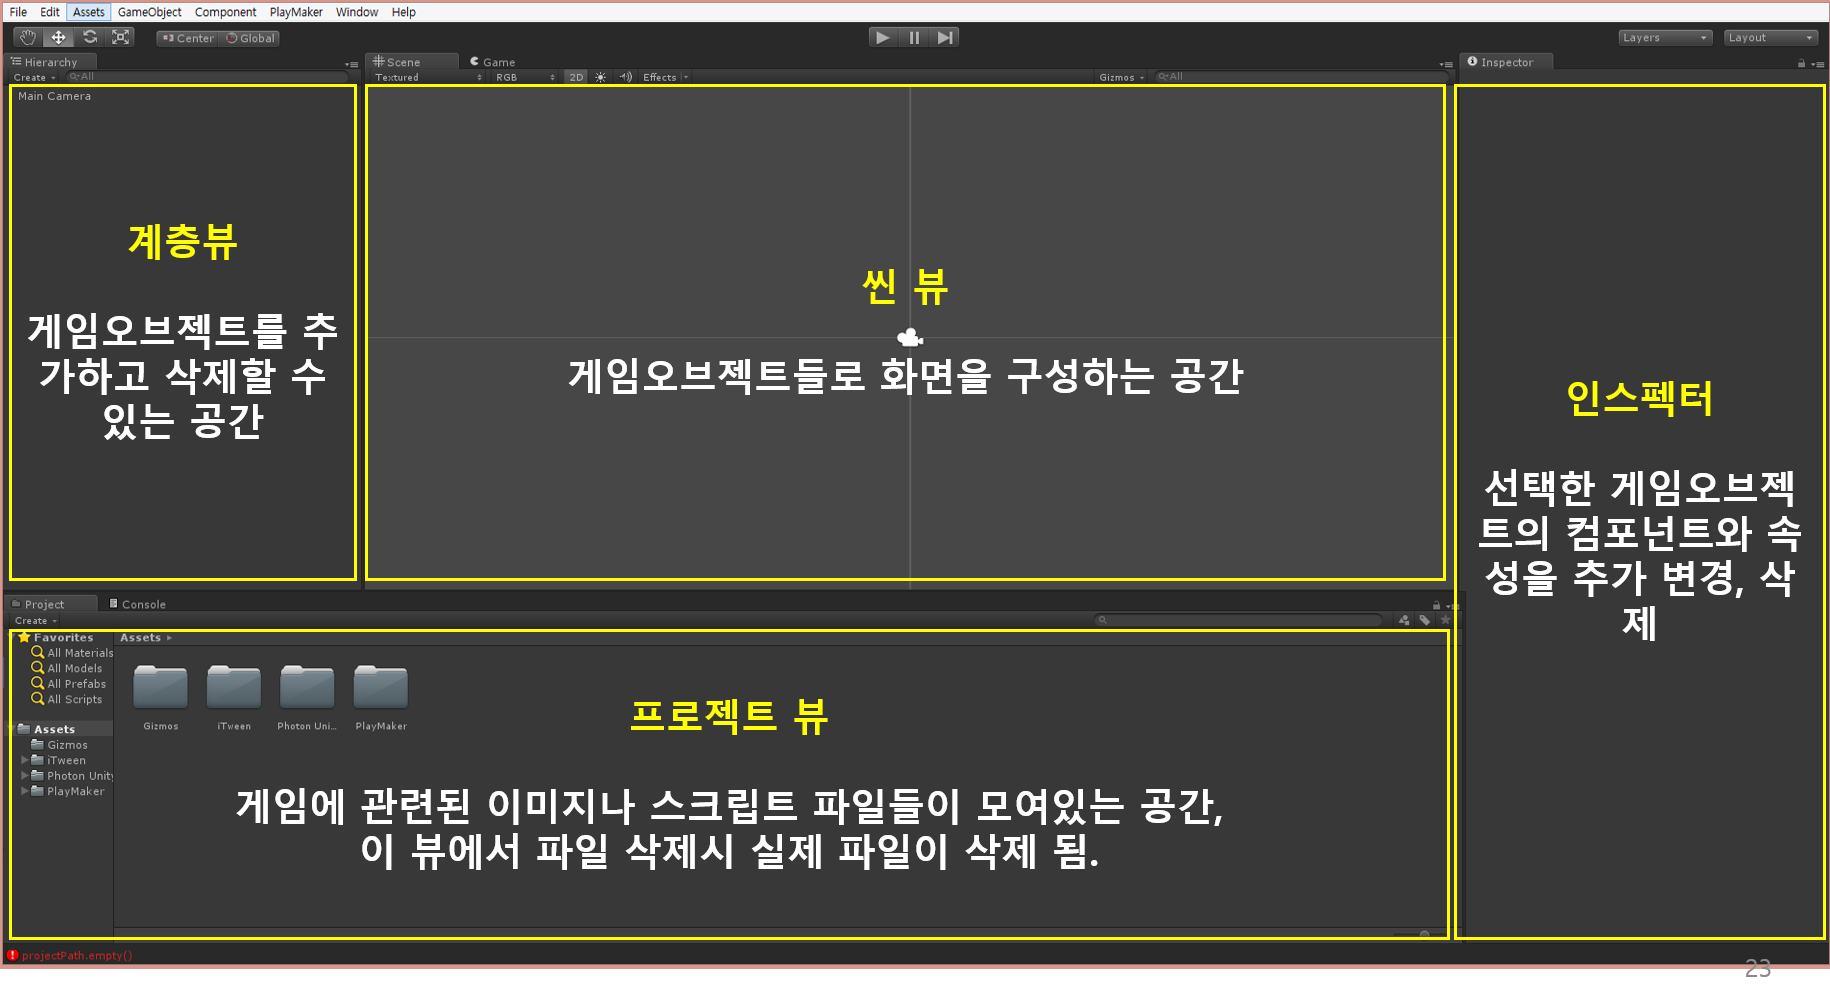 File Edit Assets GameObject Component PlayMaker Window Help
Center Global
Layers Layout
Hierarchy
Create All
Main Camera
계층뷰
게임오브젝트를 추
가하고 삭제할 수
있는 공간
Scene Game
Textured RGB 2D Effects Gizmos All
씬 뷰
게임오브젝트들로 화면을 구성하는 공간
Inspector
인스펙터
선택한 게임오브젝
트의 컴포넌트와 속
성을 추가 변경, 삭
제
Project Console
Create
Favorites
All Materials
All Models
All Prefabs
All Scripts
Assets
Gizmos
iTween
Photon Unity
PlayMaker
Assets
Gizmos iTween Photon Uni... PlayMaker
프로젝트 뷰
게임에 관련된 이미지나 스크립트 파일들이 모여있는 공간,
이 뷰에서 파일 삭제시 실제 파일이 삭제 됨.
projectPath.empty()
23